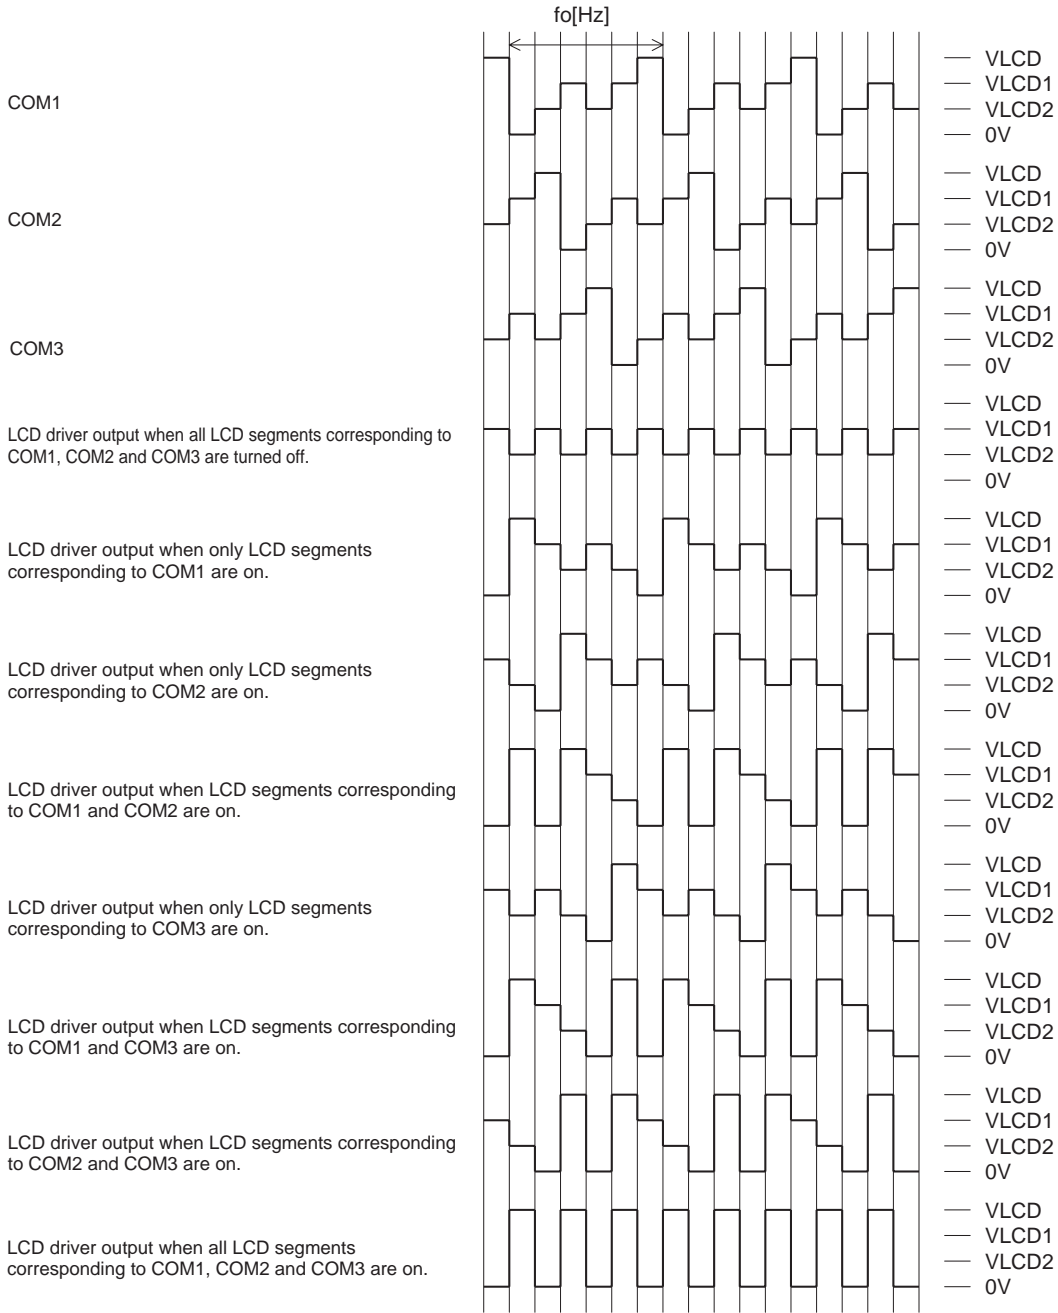 fo[Hz]
COM1
VLCD
VLCD1
VLCD2
0V
COM2
VLCD
VLCD1
VLCD2
0V
COM3
VLCD
VLCD1
VLCD2
0V
LCD driver output when all LCD segments corresponding to
COM1, COM2 and COM3 are turned off.
VLCD
VLCD1
VLCD2
0V
LCD driver output when only LCD segments
corresponding to COM1 are on.
VLCD
VLCD1
VLCD2
0V
LCD driver output when only LCD segments
corresponding to COM2 are on.
VLCD
VLCD1
VLCD2
0V
LCD driver output when LCD segments corresponding
to COM1 and COM2 are on.
VLCD
VLCD1
VLCD2
0V
LCD driver output when only LCD segments
corresponding to COM3 are on.
VLCD
VLCD1
VLCD2
0V
LCD driver output when LCD segments corresponding
to COM1 and COM3 are on.
VLCD
VLCD1
VLCD2
0V
LCD driver output when LCD segments corresponding
to COM2 and COM3 are on.
VLCD
VLCD1
VLCD2
0V
LCD driver output when all LCD segments
corresponding to COM1, COM2 and COM3 are on.
VLCD
VLCD1
VLCD2
0V